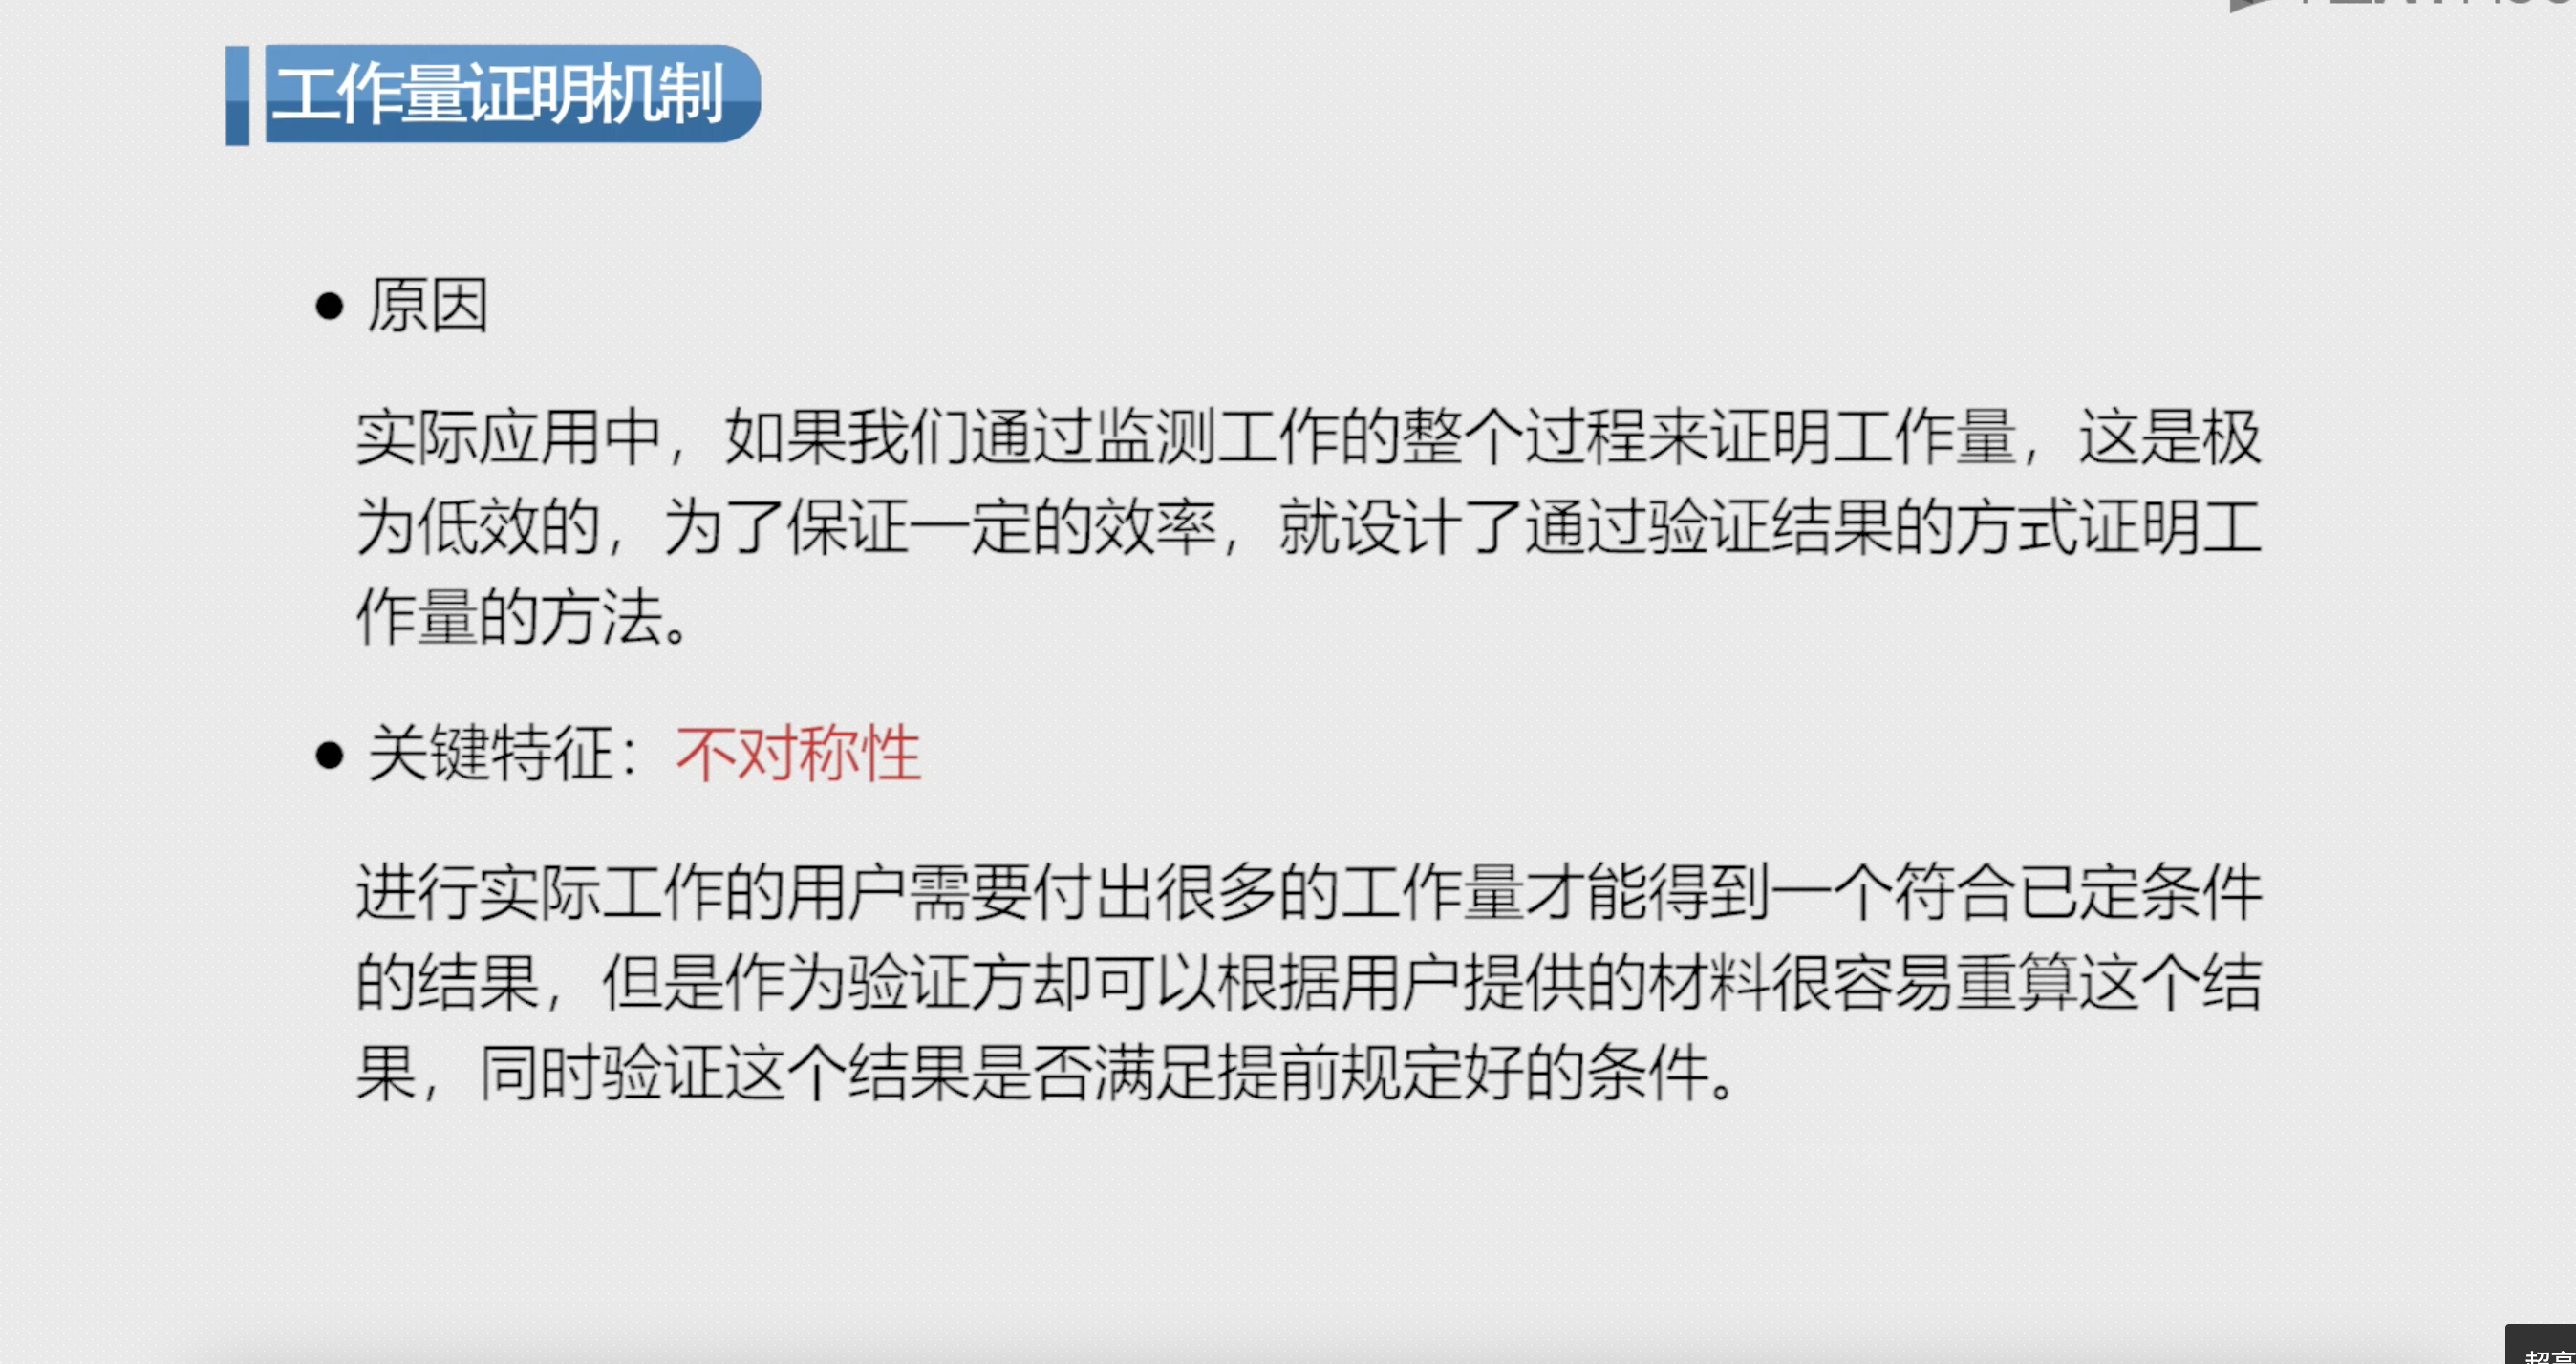 工作量证明机制
● 原因
实际应用中，如果我们通过监测工作的整个过程来证明工作量，这是极
为低效的，为了保证一定的效率，就设计了通过验证结果的方式证明工
作量的方法。
● 关键特征：不对称性
进行实际工作的用户需要付出很多的工作量才能得到一个符合已定条件
的结果，但是作为验证方却可以根据用户提供的材料很容易重算这个结
果，同时验证这个结果是否满足提前规定好的条件。